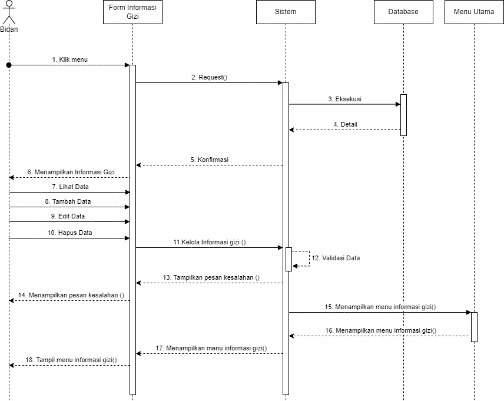 Form Informasi
Gizi
Sistem
Database
Menu Utama
Bidan
1. Klik menu
2. Request()
3. Eksekusi
4. Detail
5. Konfirmasi
6. Menampilkan Informasi Gizi
7. Lihat Data
8. Tambah Data
9. Edit Data
10. Hapus Data
11.Kelola Informasi gizi ()
12. Validasi Data
13. Tampilkan pesan kesalahan ()
14. Menampilkan pesan kesalahan ()
15. Menampilkan menu informasi gizi()
16. Menampilkan menu informasi gizi()
17. Menampilkan menu informasi gizi()
18. Tampil menu informasi gizi()